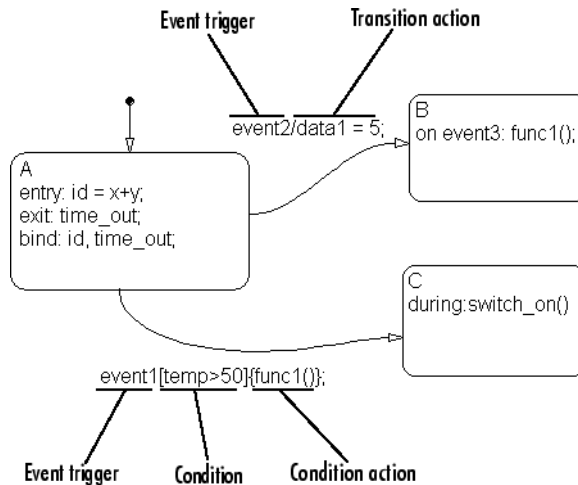 Event trigger
Transition action
event2/data1 = 5;
A
entry: id = x+y;
exit: time_out;
bind: id, time_out;
B
on event3: func1();
C
during:switch_on()
event1[temp>50]{func1()};
Event trigger
Condition
Condition action